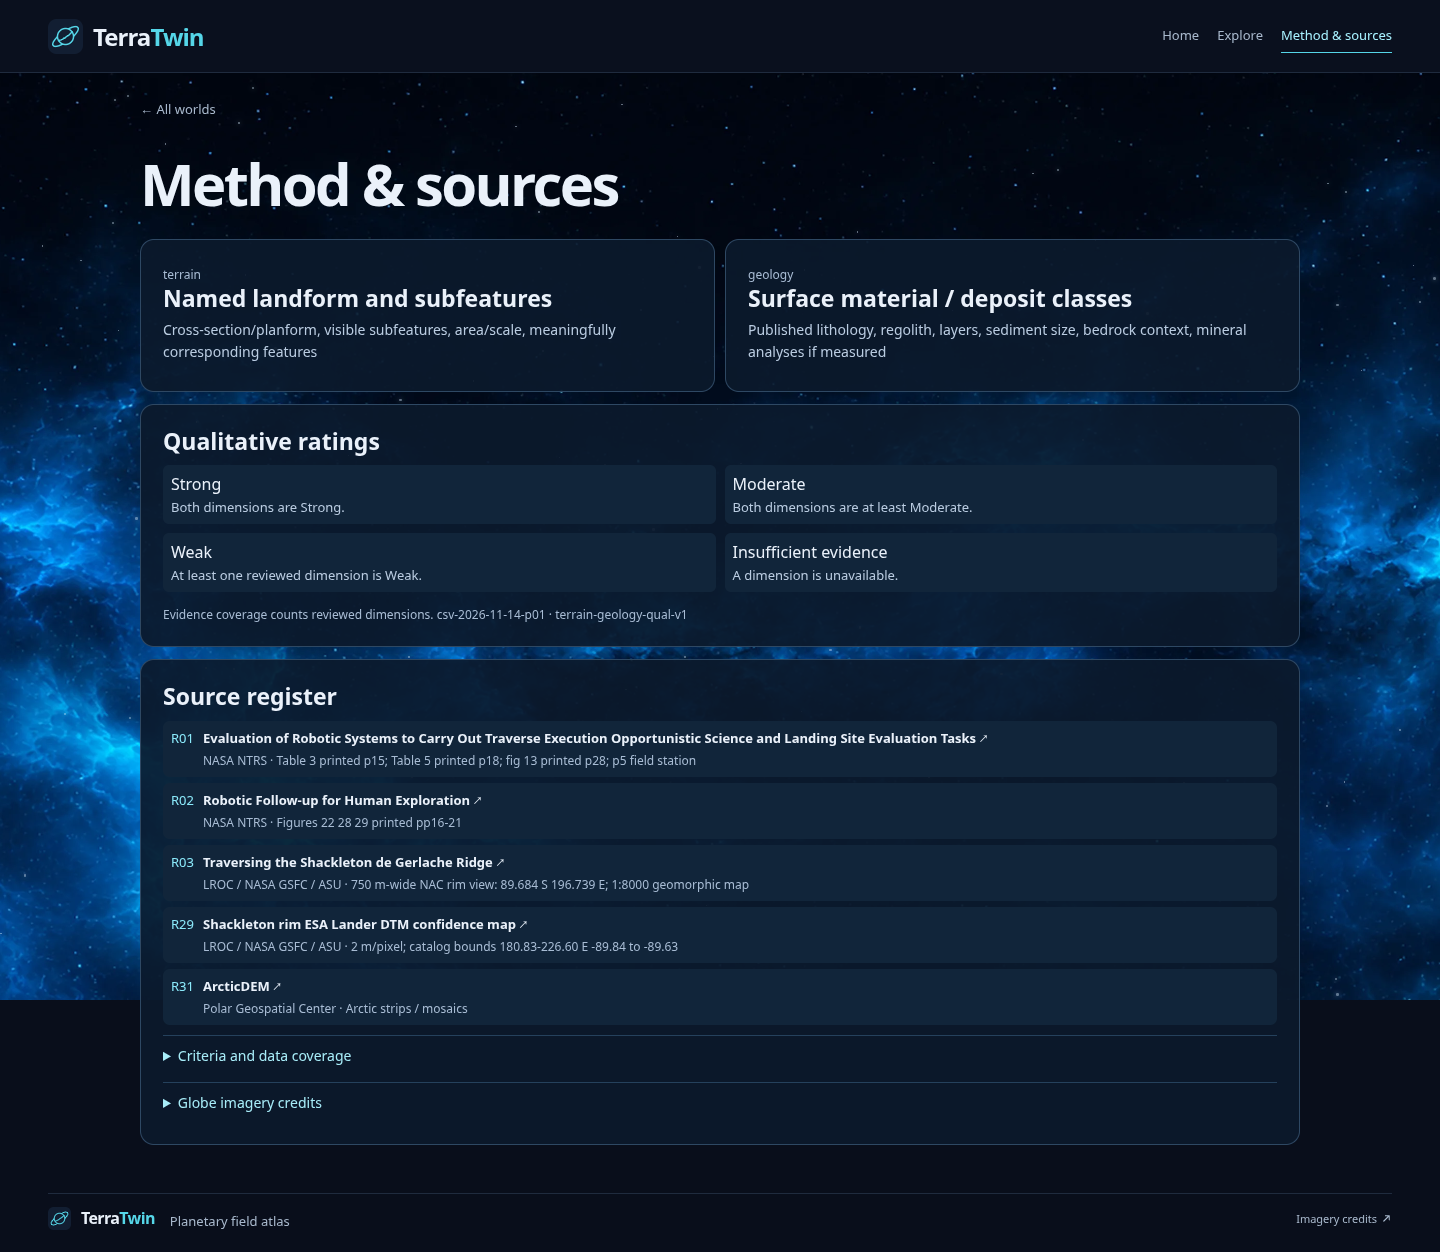 TerraTwin
Home Explore Method & sources
← All worlds
Method & sources
terrain
Named landform and subfeatures
Cross-section/planform, visible subfeatures, area/scale, meaningfully
corresponding features
geology
Surface material / deposit classes
Published lithology, regolith, layers, sediment size, bedrock context, mineral
analyses if measured
Qualitative ratings
Strong
Both dimensions are Strong.
Moderate
Both dimensions are at least Moderate.
Weak
At least one reviewed dimension is Weak.
Insufficient evidence
A dimension is unavailable.
Evidence coverage counts reviewed dimensions. csv-2026-11-14-p01 · terrain-geology-qual-v1
Source register
R01 Evaluation of Robotic Systems to Carry Out Traverse Execution Opportunistic Science and Landing Site Evaluation Tasks ↗
NASA NTRS · Table 3 printed p15; Table 5 printed p18; fig 13 printed p28; p5 field station
R02 Robotic Follow-up for Human Exploration ↗
NASA NTRS · Figures 22 28 29 printed pp16-21
R03 Traversing the Shackleton de Gerlache Ridge ↗
LROC / NASA GSFC / ASU · 750 m-wide NAC rim view: 89.684 S 196.739 E; 1:8000 geomorphic map
R29 Shackleton rim ESA Lander DTM confidence map ↗
LROC / NASA GSFC / ASU · 2 m/pixel; catalog bounds 180.83-226.60 E -89.84 to -89.63
R31 ArcticDEM ↗
Polar Geospatial Center · Arctic strips / mosaics
▶ Criteria and data coverage
▶ Globe imagery credits
TerraTwin Planetary field atlas
Imagery credits ↗